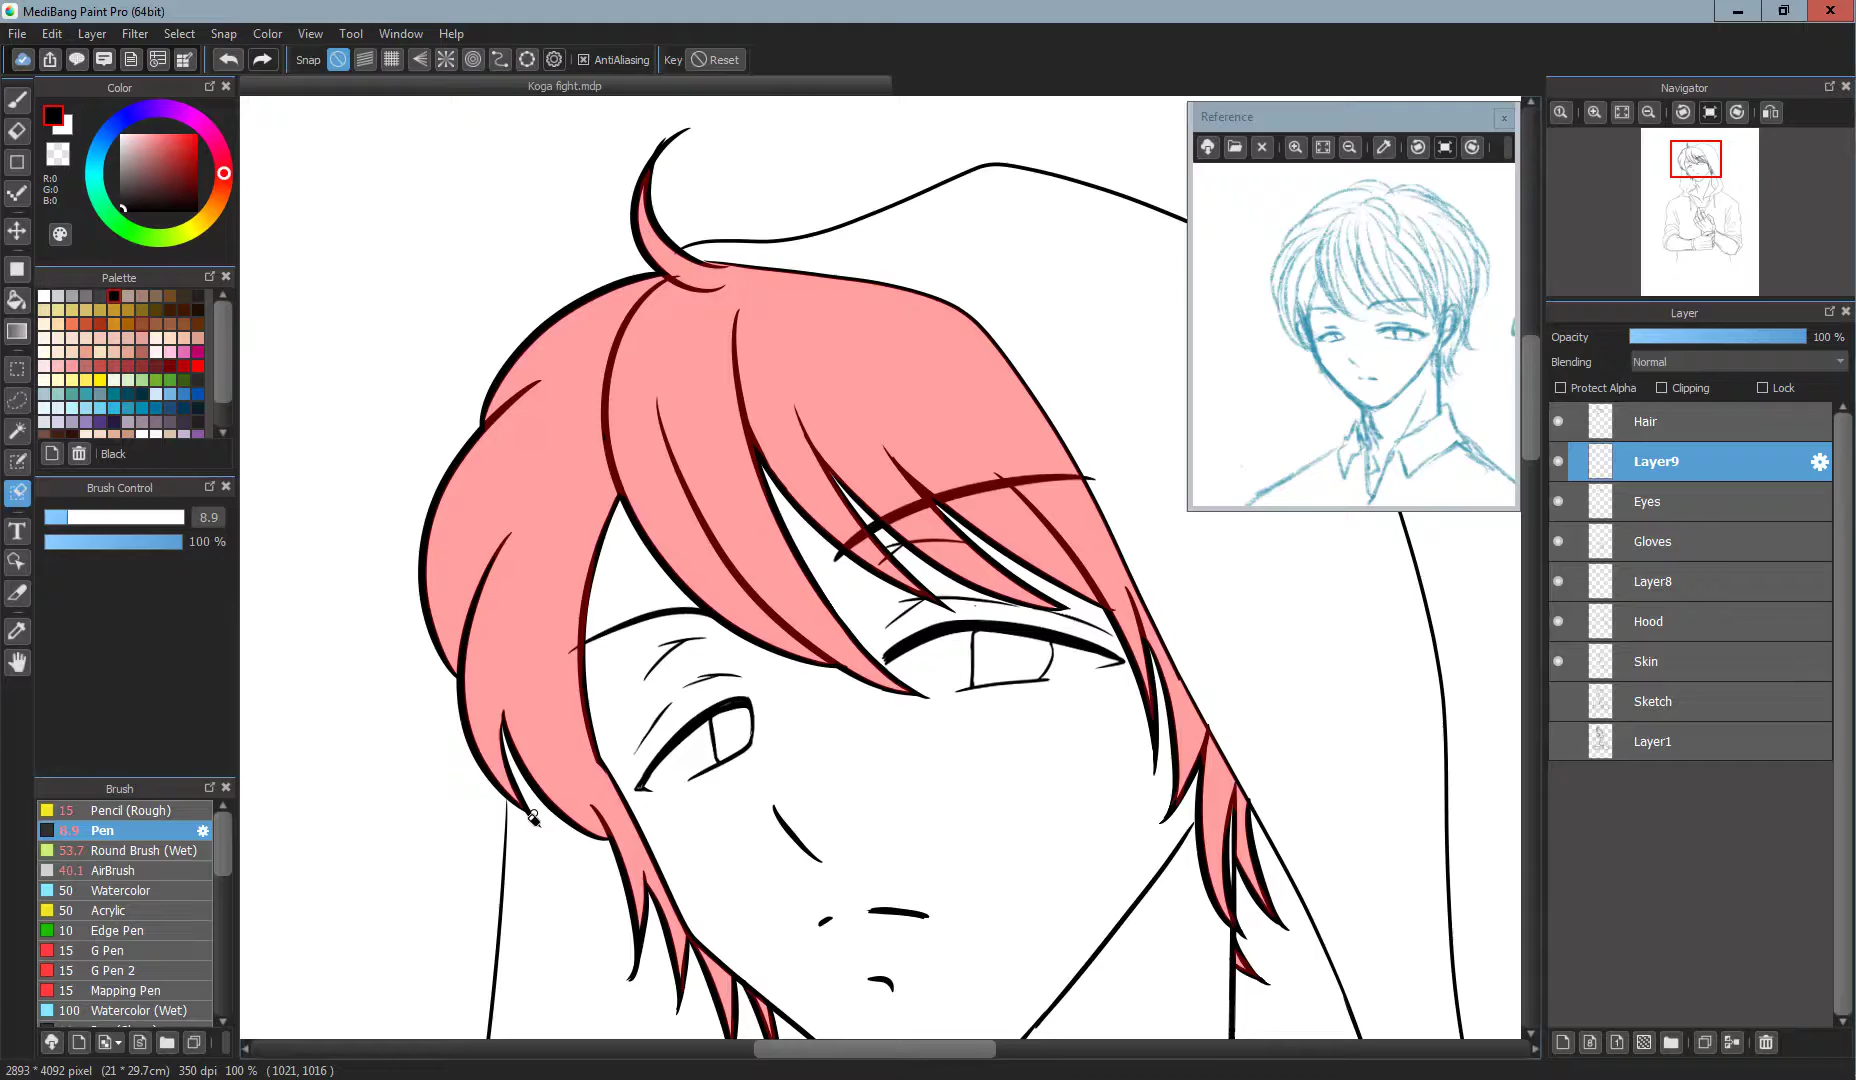 MediBang Paint Pro (64bit)
File Edit Layer Filter Select Snap Color View Tool Window Help
Snap AntiAliasing Key Reset
Color
R:0
G:0
B:0
Palette
Black
Brush Control
8.9
100 %
Brush
15 Pencil (Rough)
8.9 Pen
53.7 Round Brush (Wet)
40.1 AirBrush
50 Watercolor
50 Acrylic
10 Edge Pen
15 G Pen
15 G Pen 2
15 Mapping Pen
100 Watercolor (Wet)
Koga fight.mdp
Reference
Navigator
Layer
Opacity 100 %
Blending Normal
Protect Alpha Clipping Lock
Hair
Layer9
Eyes
Gloves
Layer8
Hood
Skin
Sketch
Layer1
2893 * 4092 pixel (21 * 29.7cm) 350 dpi 100 % ( 1021, 1016 )